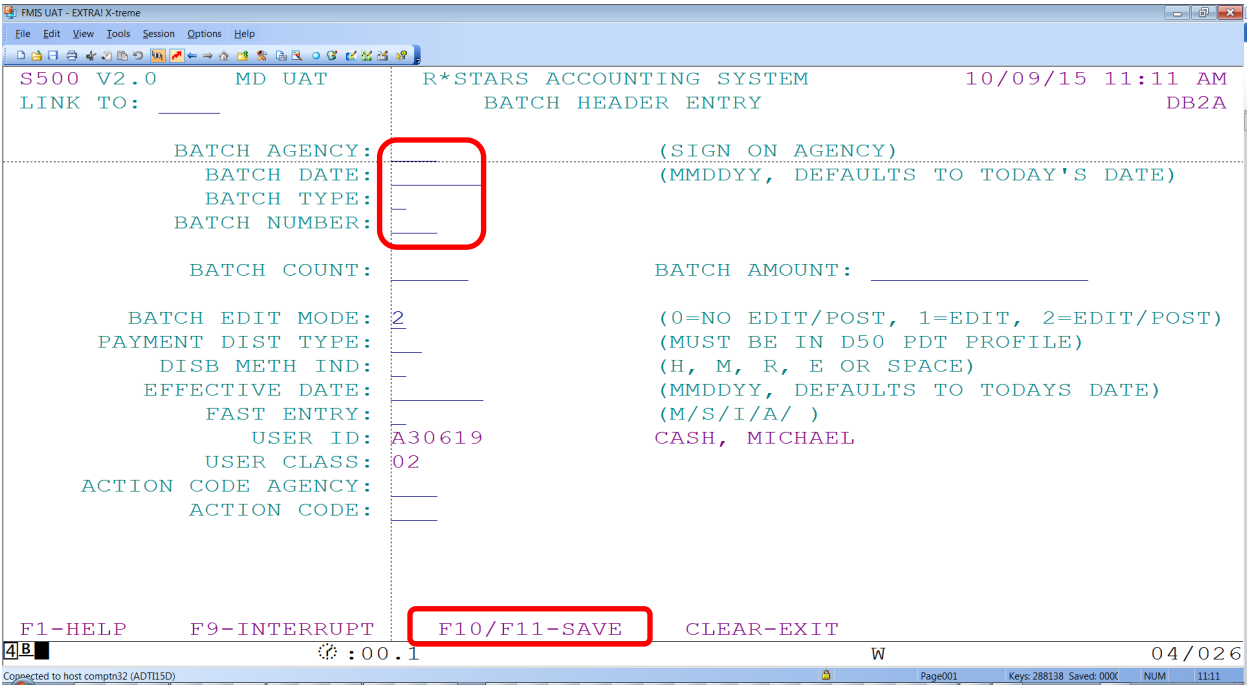 FMIS UAT - EXTRA! X-treme
File Edit View Tools Session Options Help
S500 V2.0 MD UAT R*STARS ACCOUNTING SYSTEM 10/09/15 11:11 AM
LINK TO: BATCH HEADER ENTRY DB2A
BATCH AGENCY: (SIGN ON AGENCY)
BATCH DATE: (MMDDYY, DEFAULTS TO TODAY'S DATE)
BATCH TYPE:
BATCH NUMBER:
BATCH COUNT: BATCH AMOUNT:
BATCH EDIT MODE: 2 (0=NO EDIT/POST, 1=EDIT, 2=EDIT/POST)
PAYMENT DIST TYPE: (MUST BE IN D50 PDT PROFILE)
DISB METH IND: (H, M, R, E OR SPACE)
EFFECTIVE DATE: (MMDDYY, DEFAULTS TO TODAYS DATE)
FAST ENTRY: (M/S/I/A/ )
USER ID: A30619 CASH, MICHAEL
USER CLASS: 02
ACTION CODE AGENCY:
ACTION CODE:
F1-HELP F9-INTERRUPT F10/F11-SAVE CLEAR-EXIT
4B :00.1 W 04/026
Connected to host comptn32 (ADTI15D) Page001 Keys: 288138 Saved: 0000 NUM 11:11